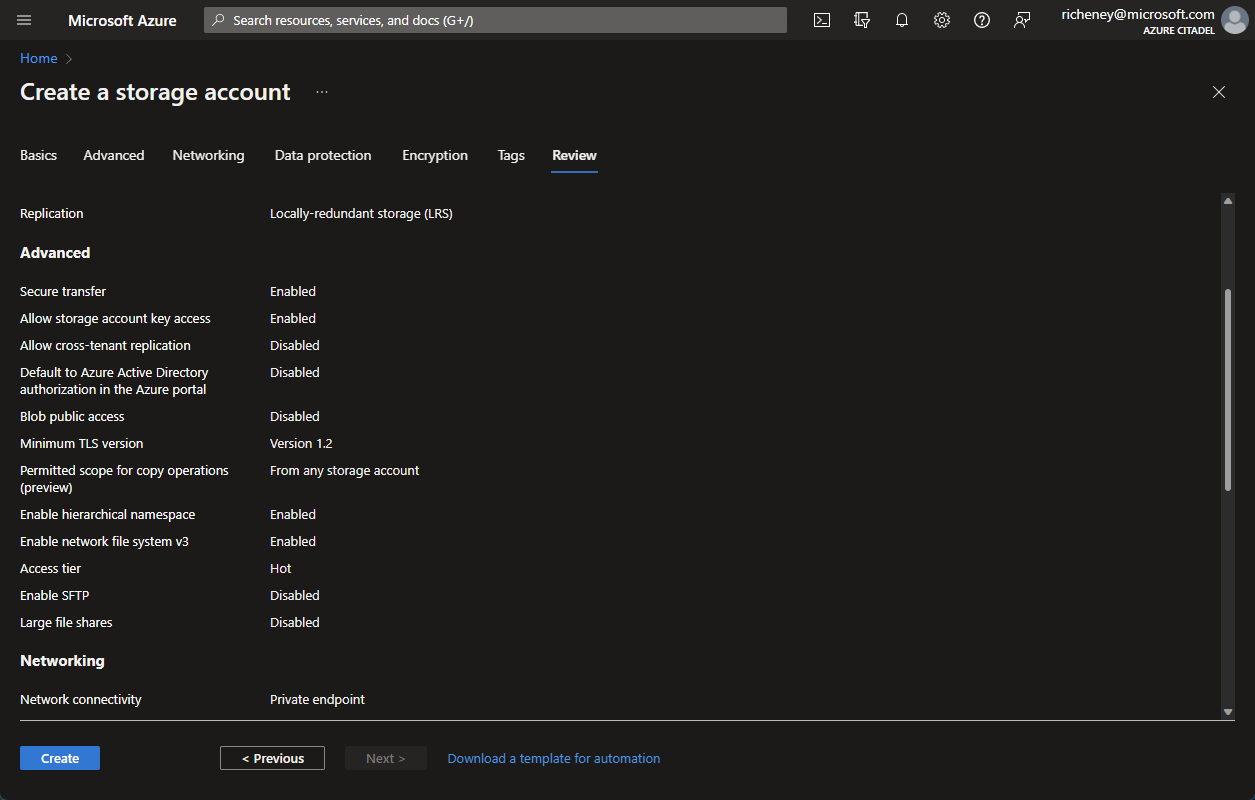 Microsoft Azure
Search resources, services, and docs (G+/)
richeney@microsoft.com
AZURE CITADEL
Home >
Create a storage account ...
Basics Advanced Networking Data protection Encryption Tags Review
Replication Locally-redundant storage (LRS)
Advanced
Secure transfer Enabled
Allow storage account key access Enabled
Allow cross-tenant replication Disabled
Default to Azure Active Directory Disabled
authorization in the Azure portal
Blob public access Disabled
Minimum TLS version Version 1.2
Permitted scope for copy operations From any storage account
(preview)
Enable hierarchical namespace Enabled
Enable network file system v3 Enabled
Access tier Hot
Enable SFTP Disabled
Large file shares Disabled
Networking
Network connectivity Private endpoint
Create < Previous Next > Download a template for automation